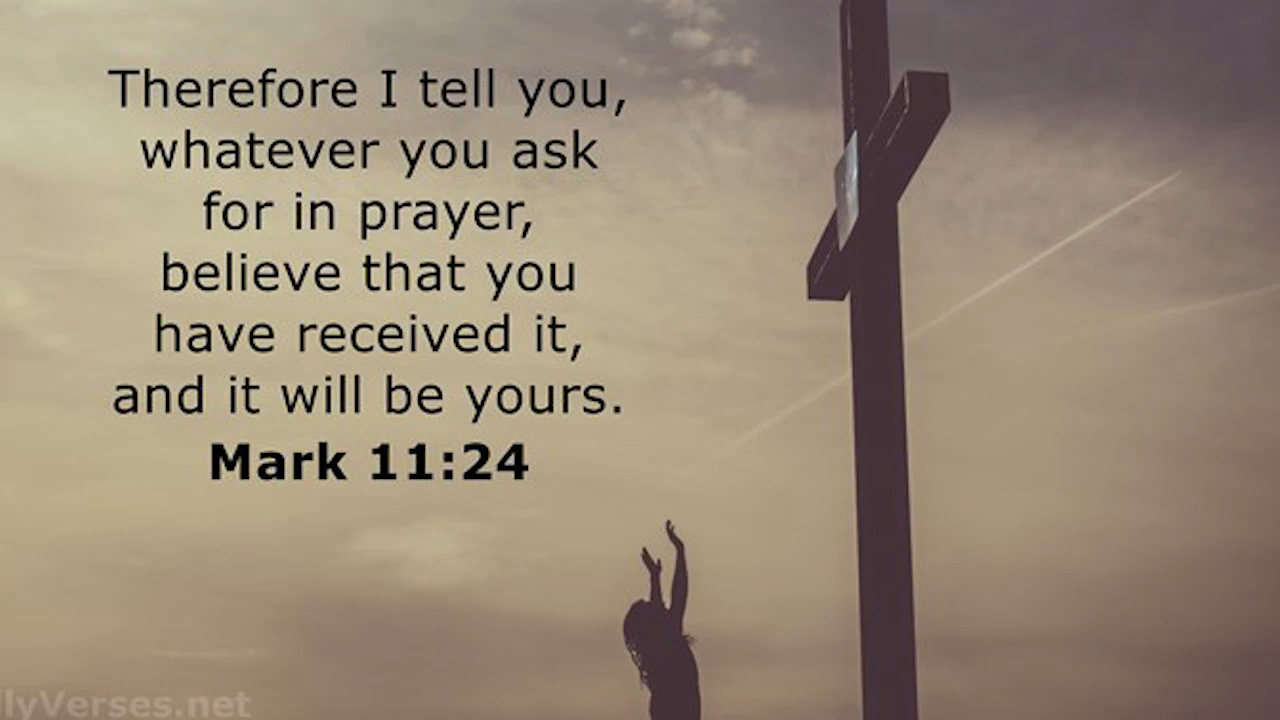 Therefore I tell you,
whatever you ask
for in prayer,
believe that you
have received it,
and it will be yours.
Mark 11:24
llyVerses.net